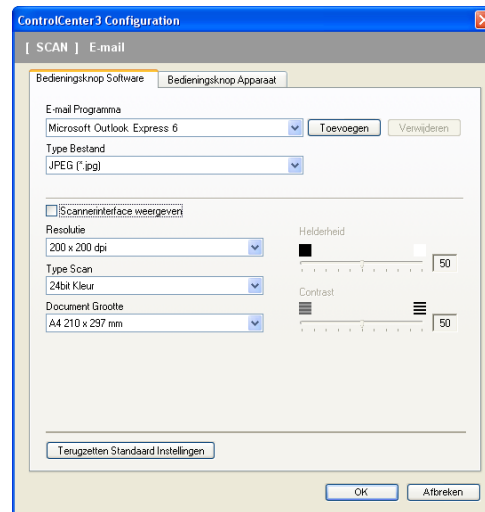 ControlCenter3 Configuration
[ SCAN ] E-mail
Bedieningsknop Software
Bedieningsknop Apparaat
E-mail Programma
Microsoft Outlook Express 6
Toevoegen
Verwijderen
Type Bestand
JPEG (*.jpg)
Scannerinterface weergeven
Resolutie
200 x 200 dpi
Type Scan
24bit Kleur
Document Grootte
A4 210 x 297 mm
Helderheid
50
Contrast
50
Terugzetten Standaard Instellingen
OK
Afbreken